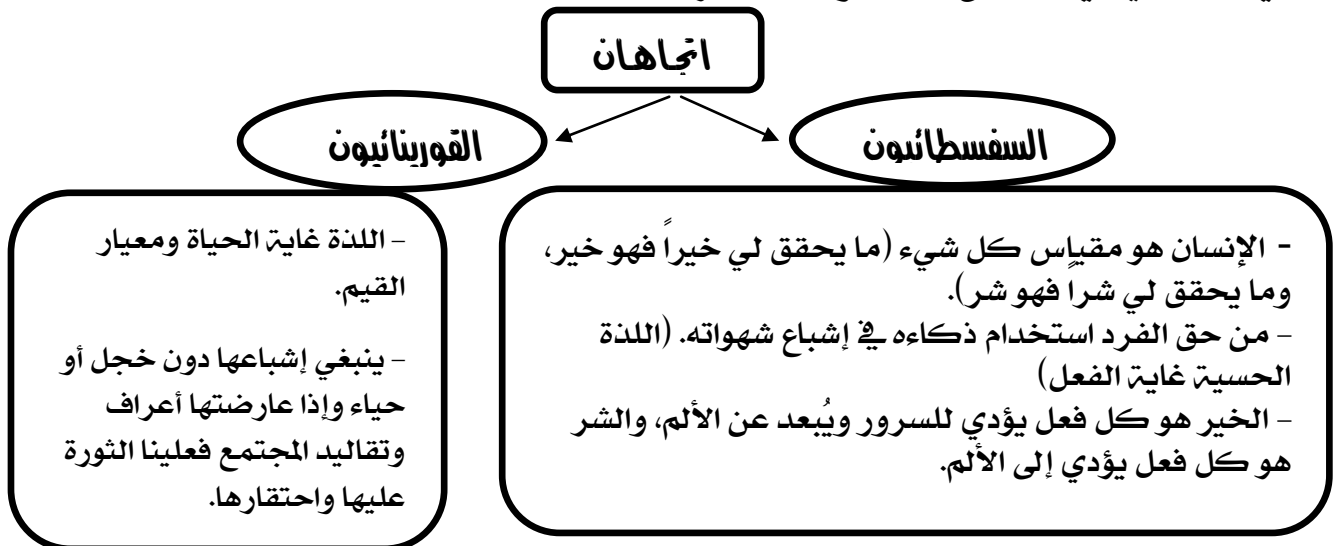 اتجاهان
السفسطائيون
القورينائيون
- الإنسان هو مقياس كل شيء (ما يحقق لي خيراً فهو خير،
وما يحقق لي شراً فهو شر).
- من حق الفرد استخدام ذكاءه في إشباع شهواته. (اللذة
الحسية غاية الفعل)
- الخير هو كل فعل يؤدي للسرور ويُبعد عن الألم، والشر
هو كل فعل يؤدي إلى الألم.
- اللذة غاية الحياة ومعيار
القيم.
- ينبغي إشباعها دون خجل أو
حياء وإذا عارضتها أعراف
وتقاليد المجتمع فعلينا الثورة
عليها واحتقارها.